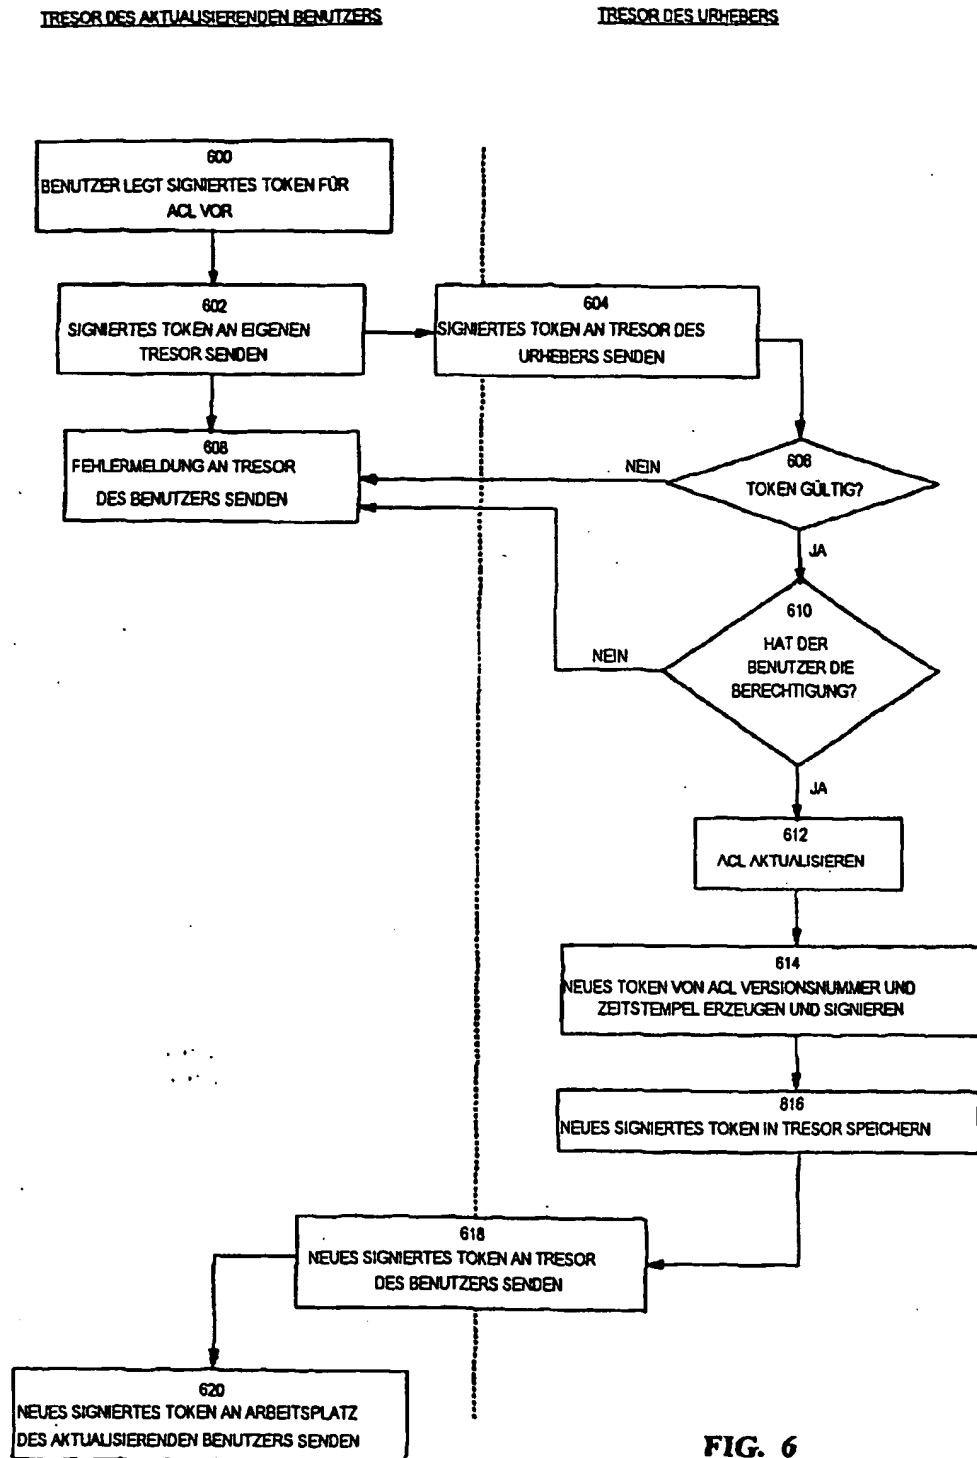 TRESOR DES AKTUALISIERENDEN BENUTZERS
TRESOR DES URHEBERS
600
BENUTZER LEGT SIGNIERTES TOKEN FÜR
ACL VOR
602
SIGNIERTES TOKEN AN EIGENEN
TRESOR SENDEN
604
SIGNIERTES TOKEN AN TRESOR DES
URHEBERS SENDEN
608
FEHLERMELDUNG AN TRESOR
DES BENUTZERS SENDEN
NEIN
606
TOKEN GÜLTIG?
JA
610
HAT DER
BENUTZER DIE
BERECHTIGUNG?
NEIN
JA
612
ACL AKTUALISIEREN
614
NEUES TOKEN VON ACL VERSIONSNUMMER UND
ZEITSTEMPEL ERZEUGEN UND SIGNIEREN
616
NEUES SIGNIERTES TOKEN IN TRESOR SPEICHERN
618
NEUES SIGNIERTES TOKEN AN TRESOR
DES BENUTZERS SENDEN
620
NEUES SIGNIERTES TOKEN AN ARBEITSPLATZ
DES AKTUALISIERENDEN BENUTZERS SENDEN
FIG. 6